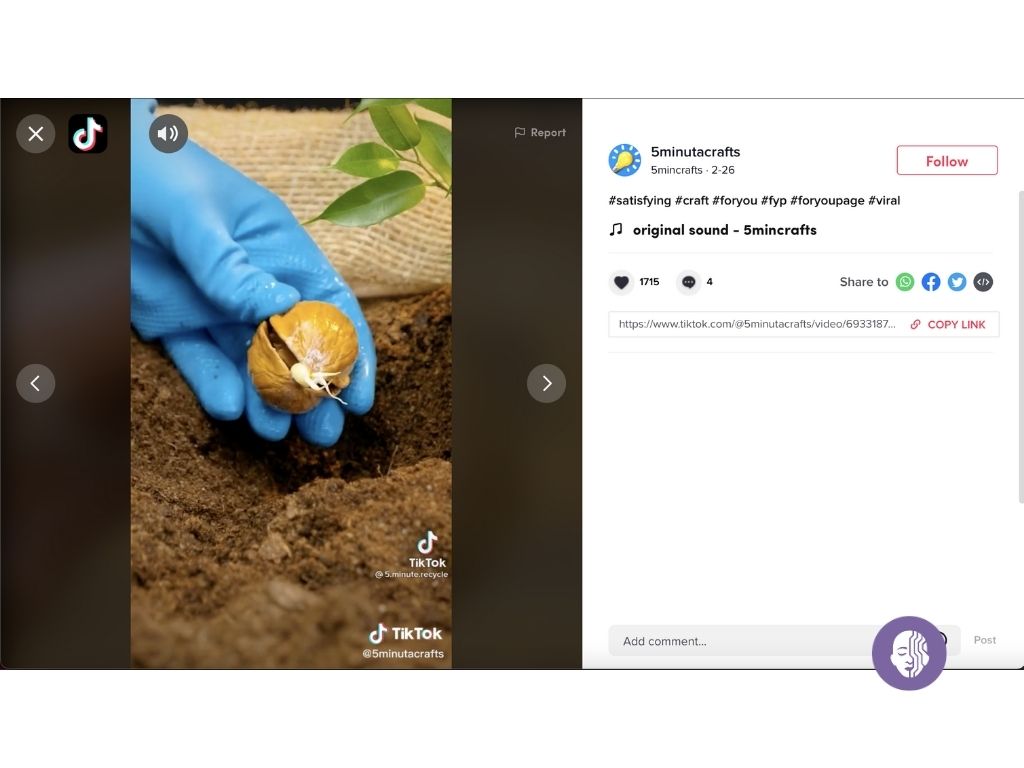 Report
TikTok
@ 5.minute.recycle
TikTok
@5minutacrafts
5minutacrafts
5mincrafts · 2-26
Follow
#satisfying #craft #foryou #fyp #foryoupage #viral
original sound - 5mincrafts
1715
4
Share to
https://www.tiktok.com/@5minutacrafts/video/6933187...
COPY LINK
Add comment...
Post